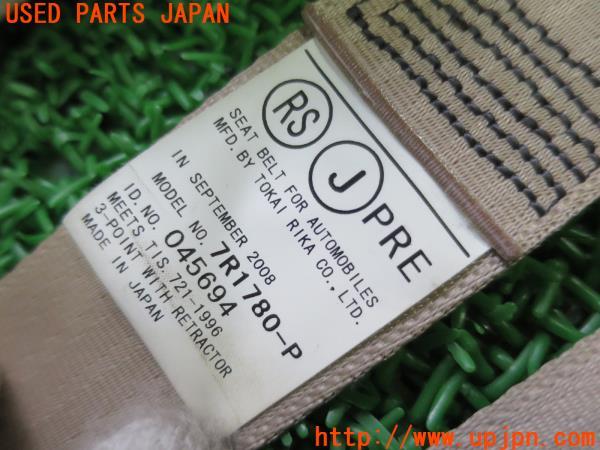 USED PARTS JAPAN
RS J PRE
SEAT BELT FOR AUTOMOBILES
MFD. BY TOKAI RIKA CO., LTD.
IN SEPTEMBER 2008
MODEL NO. 7R1780-P
ID. NO. 045694
MEETS TIS 721-1996
3-POINT WITH RETRACTOR
MADE IN JAPAN
http://www.upjpn.com/